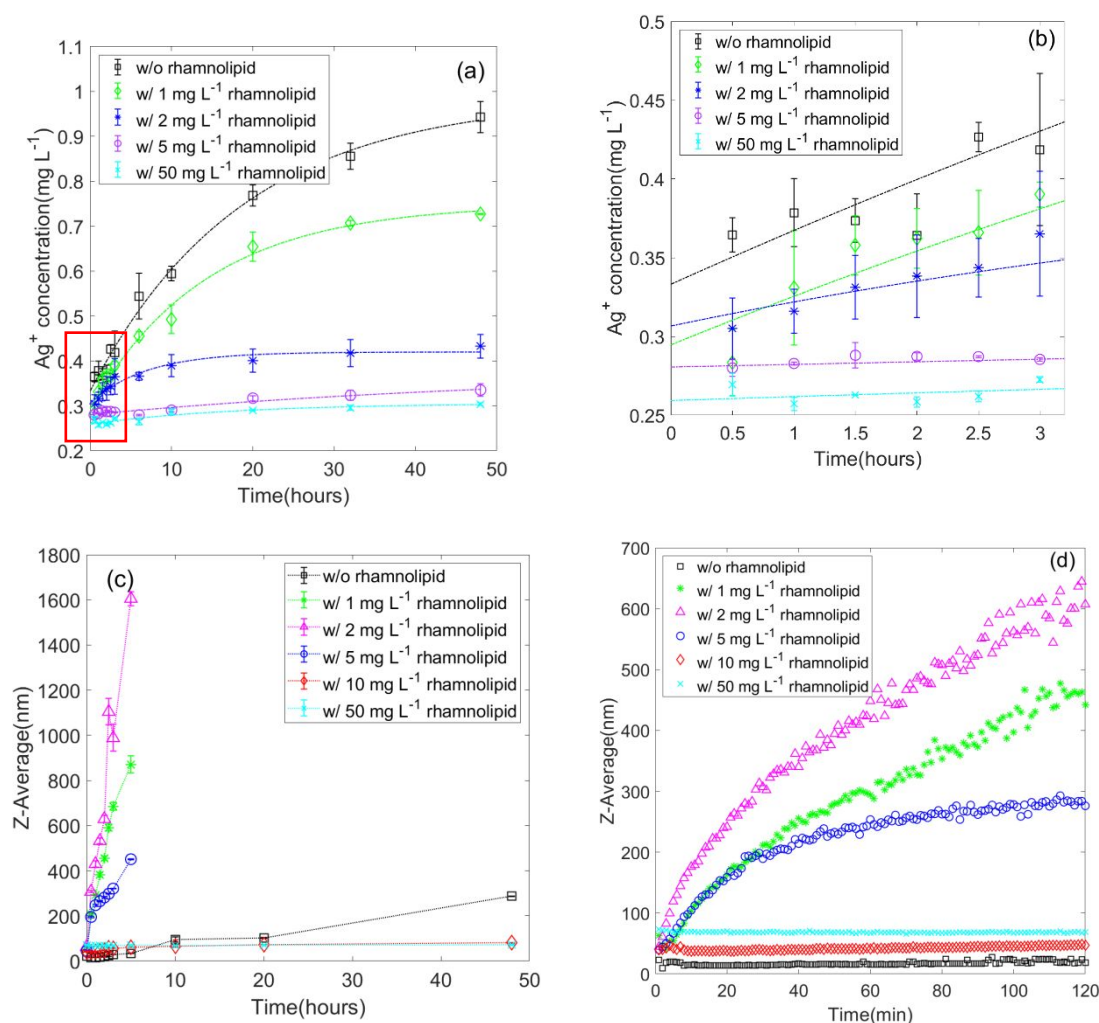 (a)
w/o rhamnolipid
w/ 1 mg L⁻¹ rhamnolipid
w/ 2 mg L⁻¹ rhamnolipid
w/ 5 mg L⁻¹ rhamnolipid
w/ 50 mg L⁻¹ rhamnolipid
Ag⁺ concentration(mg L⁻¹)
1.1
1
0.9
0.8
0.7
0.6
0.5
0.4
0.3
0.2
0 10 20 30 40 50
Time(hours)
(b)
w/o rhamnolipid
w/ 1 mg L⁻¹ rhamnolipid
w/ 2 mg L⁻¹ rhamnolipid
w/ 5 mg L⁻¹ rhamnolipid
w/ 50 mg L⁻¹ rhamnolipid
Ag⁺ concentration(mg L⁻¹)
0.5
0.45
0.4
0.35
0.3
0.25
0 0.5 1 1.5 2 2.5 3
Time(hours)
(c)
w/o rhamnolipid
w/ 1 mg L⁻¹ rhamnolipid
w/ 2 mg L⁻¹ rhamnolipid
w/ 5 mg L⁻¹ rhamnolipid
w/ 10 mg L⁻¹ rhamnolipid
w/ 50 mg L⁻¹ rhamnolipid
Z-Average(nm)
1800
1600
1400
1200
1000
800
600
400
200
0
0 10 20 30 40 50
Time(hours)
(d)
w/o rhamnolipid
w/ 1 mg L⁻¹ rhamnolipid
w/ 2 mg L⁻¹ rhamnolipid
w/ 5 mg L⁻¹ rhamnolipid
w/ 10 mg L⁻¹ rhamnolipid
w/ 50 mg L⁻¹ rhamnolipid
Z-Average(nm)
700
600
500
400
300
200
100
0
0 20 40 60 80 100 120
Time(min)